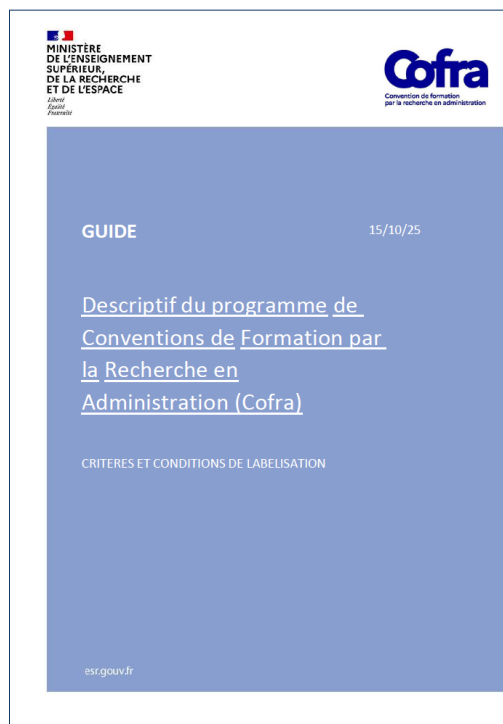 MINISTÈRE
DE L'ENSEIGNEMENT
SUPÉRIEUR,
DE LA RECHERCHE
ET DE L'ESPACE
Liberté
Égalité
Fraternité
Cofra
Convention de formation
par la recherche en administration
GUIDE
15/10/25
Descriptif du programme de
Conventions de Formation par
la Recherche en
Administration (Cofra)
CRITERES ET CONDITIONS DE LABELISATION
esr.gouv.fr